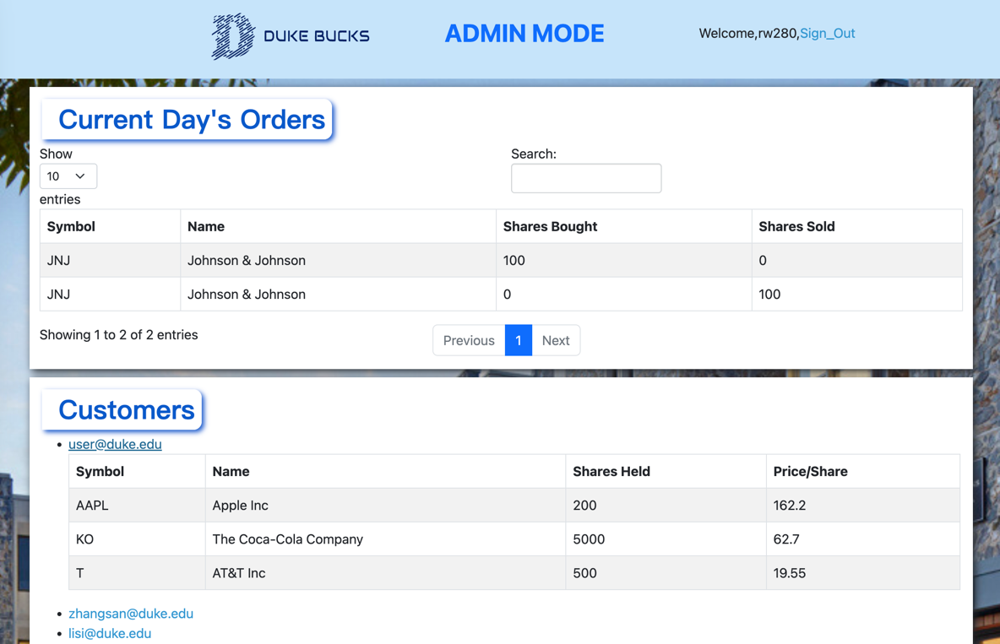 DUKE BUCKS ADMIN MODE Welcome,rw280,Sign_Out
Current Day's Orders
Show Search:
10
entries
Symbol Name Shares Bought Shares Sold
JNJ Johnson & Johnson 100 0
JNJ Johnson & Johnson 0 100
Showing 1 to 2 of 2 entries Previous 1 Next
Customers
user@duke.edu
Symbol Name Shares Held Price/Share
AAPL Apple Inc 200 162.2
KO The Coca-Cola Company 5000 62.7
T AT&T Inc 500 19.55
zhangsan@duke.edu
lisi@duke.edu